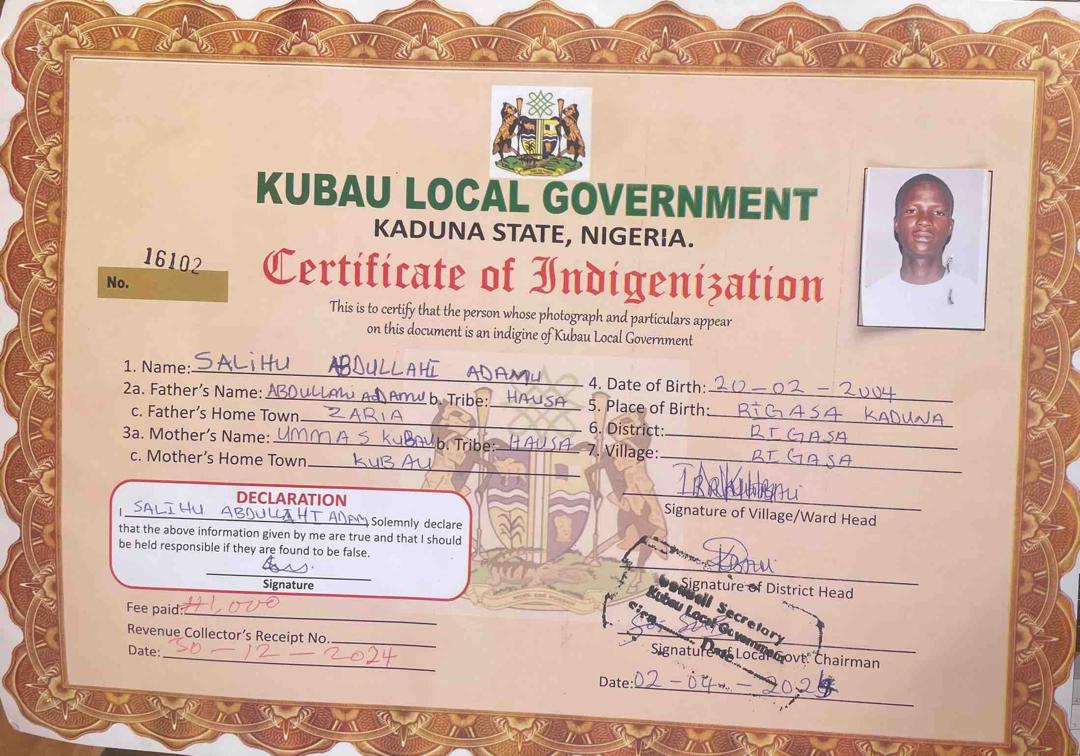 KUBAU LOCAL GOVERNMENT
KADUNA STATE, NIGERIA.
16102
No.
Certificate of Indigenization
This is to certify that the person whose photograph and particulars appear
on this document is an indigine of Kubau Local Government
1. Name: SALIHU ABDULLAHI ADAMU
2a. Father's Name: ABDULLAHI ADAMU b. Tribe: HAUSA
c. Father's Home Town ZARIA
3a. Mother's Name: UMMA S KUBAU b. Tribe: HAUSA
c. Mother's Home Town KUBAU
4. Date of Birth: 20-02-2004
5. Place of Birth: RIGASA KADUNA
6. District: RIGASA
7. Village: RIGASA
Signature of Village/Ward Head
DECLARATION
I SALIHU ABDULLAHI ADAM Solemnly declare
that the above information given by me are true and that I should
be held responsible if they are found to be false.
Signature
Fee paid: ₦1,000
Revenue Collector's Receipt No.
Date: 30-12-2024
Signature of District Head
Secretary
Kubau Local Government
Date
Signature of Local Govt. Chairman
Date: 02-04-202